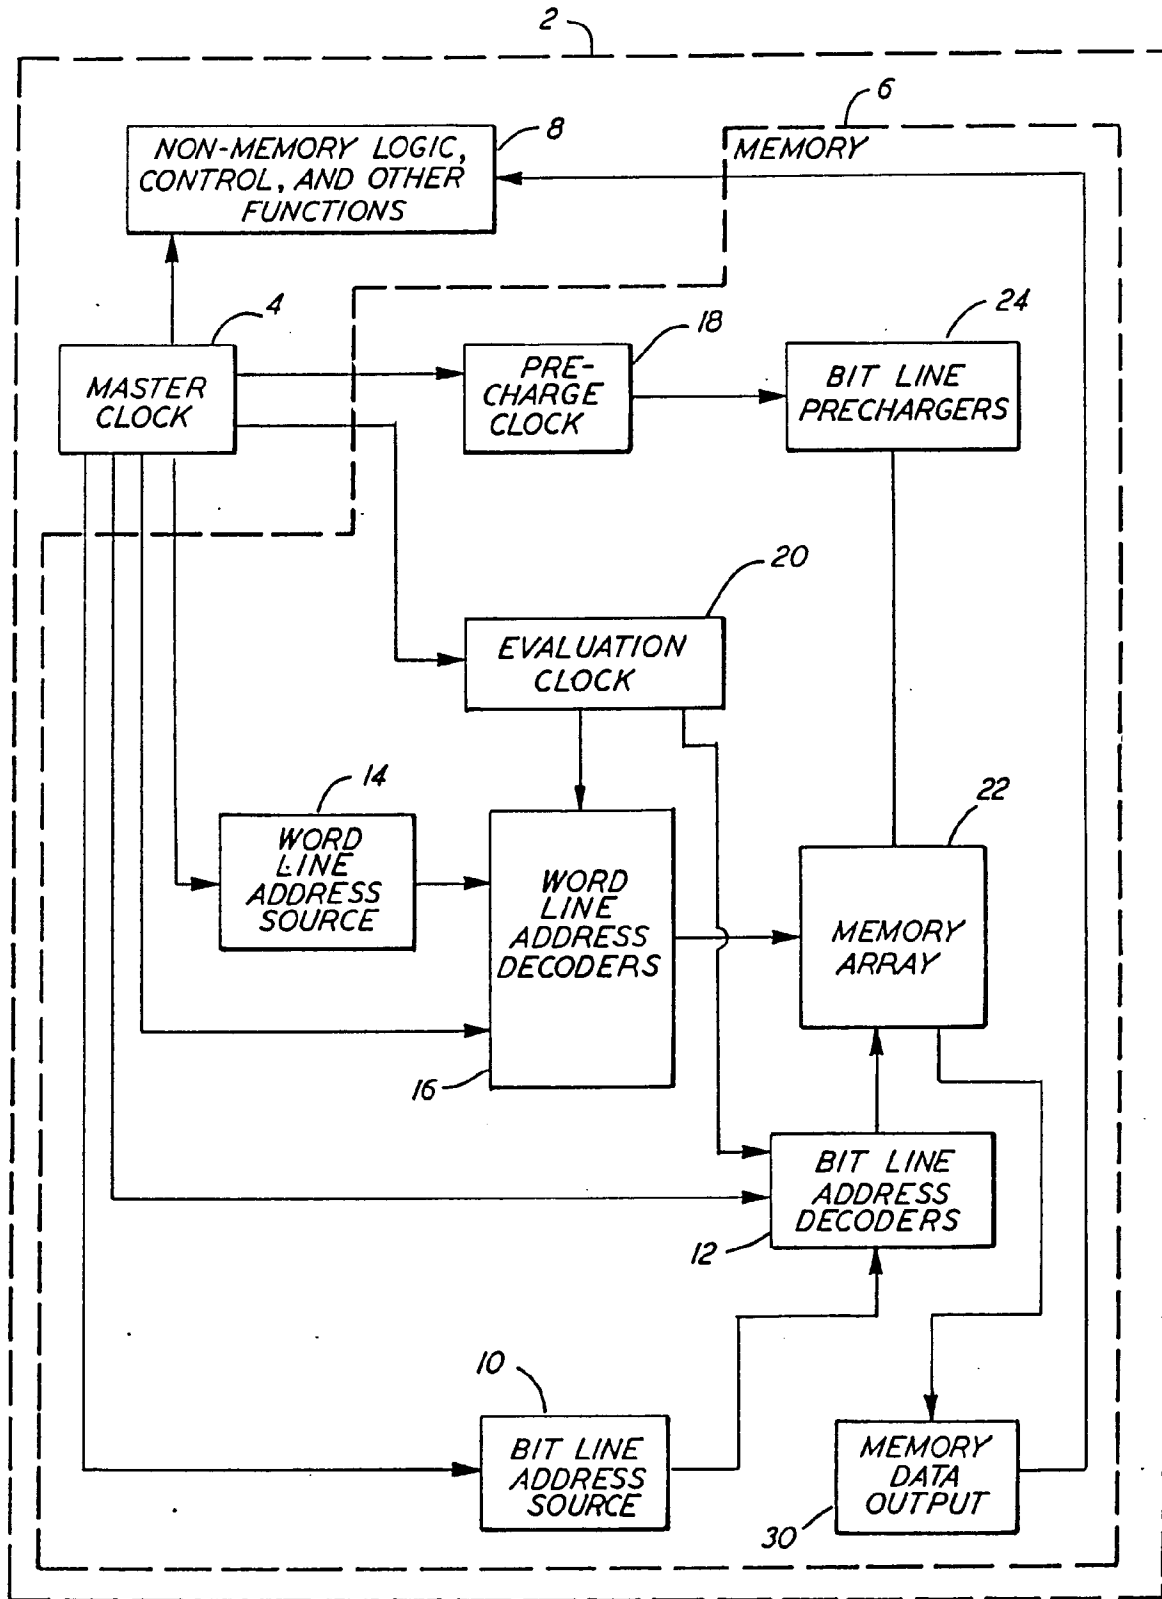 2
6
NON-MEMORY LOGIC,
CONTROL, AND OTHER
FUNCTIONS
8
MEMORY
4
MASTER
CLOCK
18
PRE-
CHARGE
CLOCK
24
BIT LINE
PRECHARGERS
20
EVALUATION
CLOCK
14
WORD
LINE
ADDRESS
SOURCE
WORD
LINE
ADDRESS
DECODERS
16
22
MEMORY
ARRAY
BIT LINE
ADDRESS
DECODERS
12
10
BIT LINE
ADDRESS
SOURCE
MEMORY
DATA
OUTPUT
30